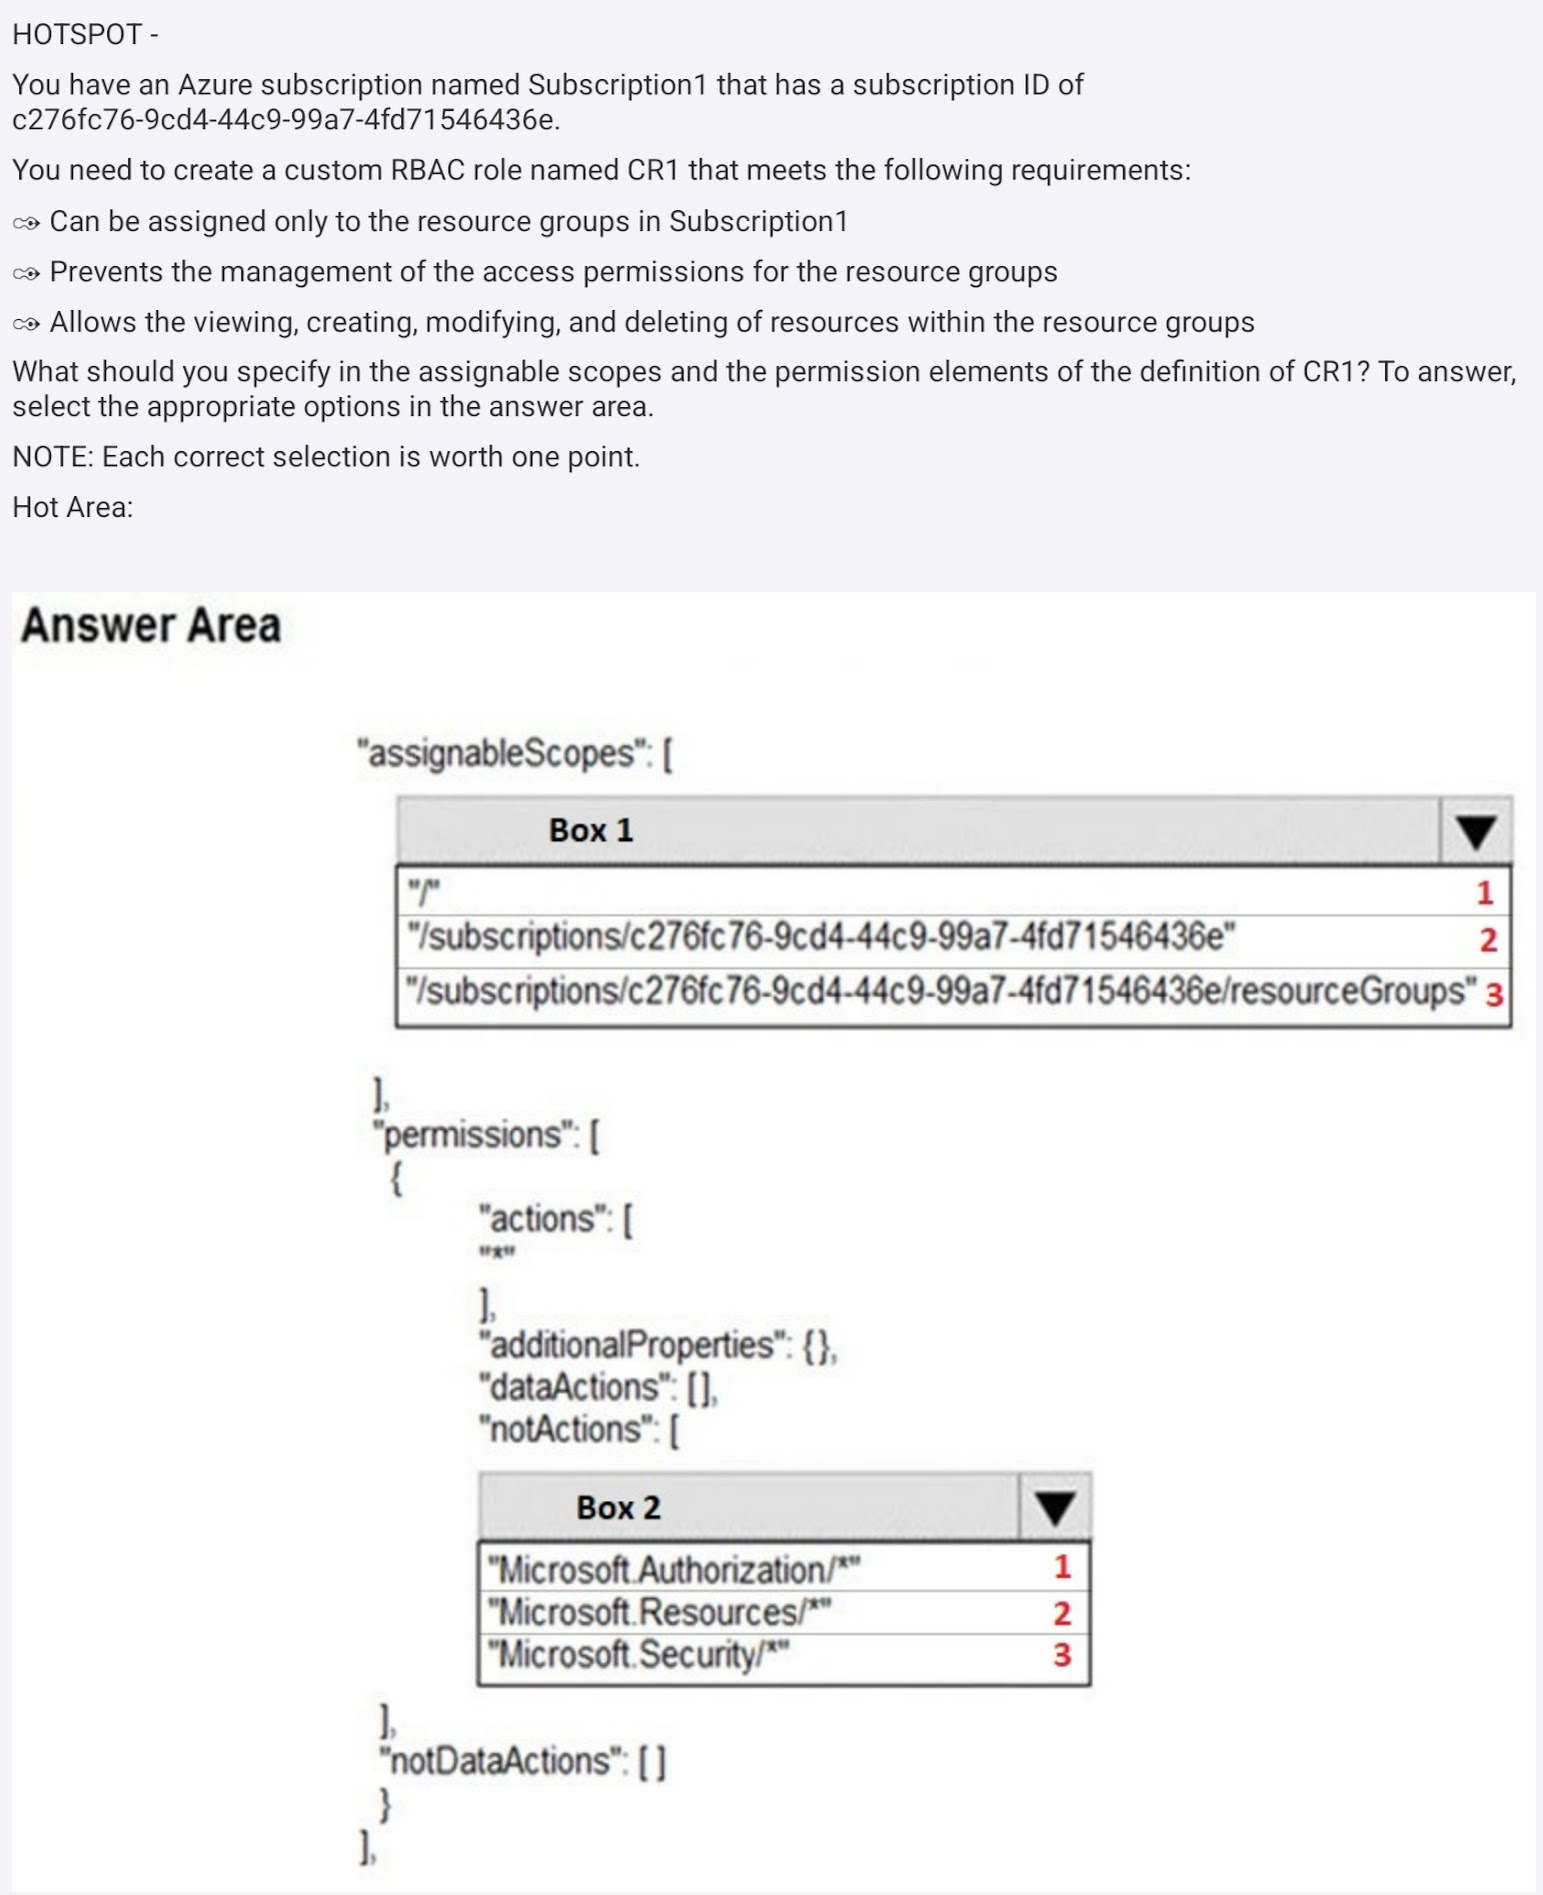 HOTSPOT -
You have an Azure subscription named Subscription1 that has a subscription ID of
c276fc76-9cd4-44c9-99a7-4fd71546436e.
You need to create a custom RBAC role named CR1 that meets the following requirements:
Can be assigned only to the resource groups in Subscription1
Prevents the management of the access permissions for the resource groups
Allows the viewing, creating, modifying, and deleting of resources within the resource groups
What should you specify in the assignable scopes and the permission elements of the definition of CR1? To answer,
select the appropriate options in the answer area.
NOTE: Each correct selection is worth one point.
Hot Area:
Answer Area
"assignableScopes": [
Box 1
"/" 1
"/subscriptions/c276fc76-9cd4-44c9-99a7-4fd71546436e" 2
"/subscriptions/c276fc76-9cd4-44c9-99a7-4fd71546436e/resourceGroups" 3
],
"permissions": [
{
"actions": [
"*"
],
"additionalProperties": {},
"dataActions": [],
"notActions": [
Box 2
"Microsoft.Authorization/*" 1
"Microsoft.Resources/*" 2
"Microsoft.Security/*" 3
],
"notDataActions": [ ]
}
],